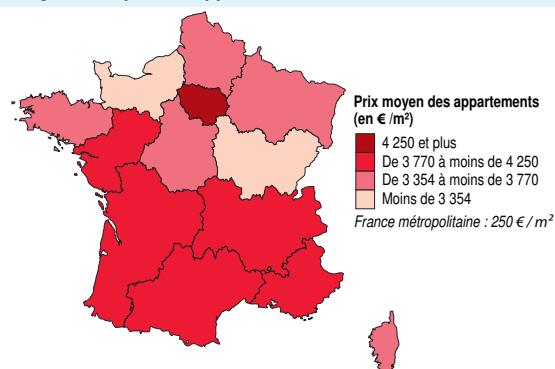 Prix moyen des appartements
(en € /m²)
4 250 et plus
De 3 770 à moins de 4 250
De 3 354 à moins de 3 770
Moins de 3 354
France métropolitaine : 250 € / m²